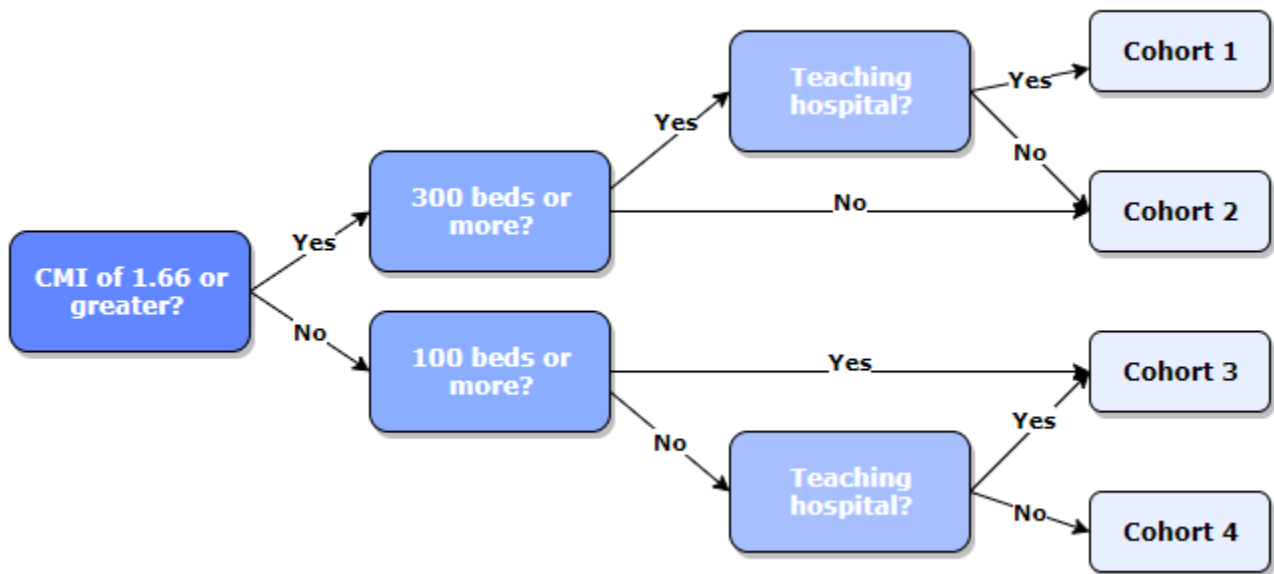 CMI of 1.66 or
greater?
Yes
No
300 beds or
more?
Yes
No
100 beds or
more?
Yes
No
Teaching
hospital?
Yes
No
Teaching
hospital?
Yes
No
Cohort 1
Cohort 2
Cohort 3
Cohort 4